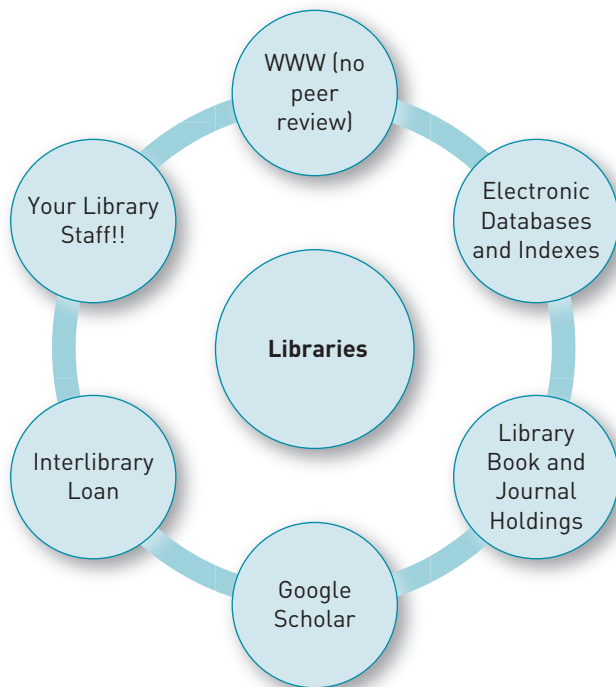 WWW (no
peer
review)
Electronic
Databases
and Indexes
Library
Book and
Journal
Holdings
Google
Scholar
Interlibrary
Loan
Your Library
Staff!!
Libraries